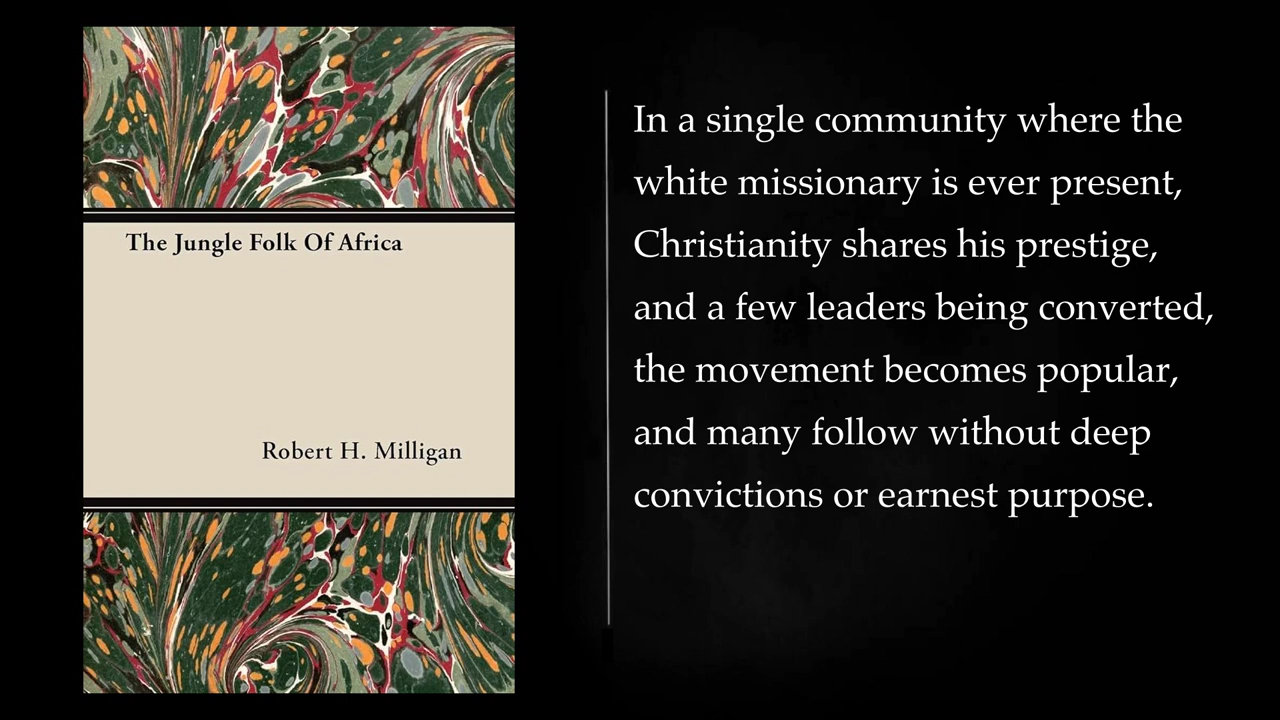 The Jungle Folk Of Africa
Robert H. Milligan
In a single community where the
white missionary is ever present,
Christianity shares his prestige,
and a few leaders being converted,
the movement becomes popular,
and many follow without deep
convictions or earnest purpose.